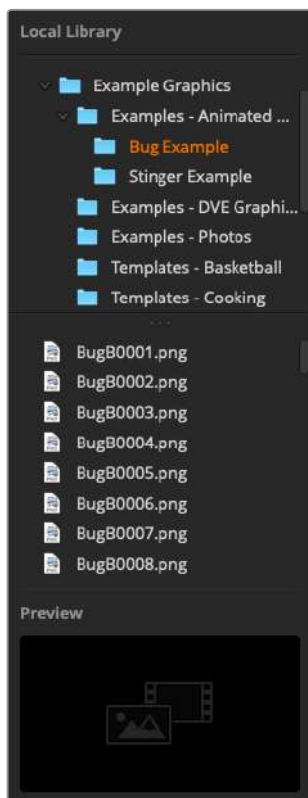 Local Library
Example Graphics
Examples - Animated ...
Bug Example
Stinger Example
Examples - DVE Graphi...
Examples - Photos
Templates - Basketball
Templates - Cooking
BugB0001.png
BugB0002.png
BugB0003.png
BugB0004.png
BugB0005.png
BugB0006.png
BugB0007.png
BugB0008.png
Preview